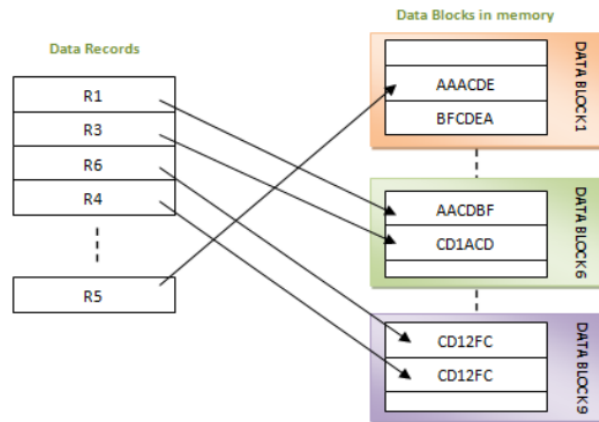 Data Blocks in memory
Data Records
R1
R3
R6
R4
R5
AAACDE
BFCDEA
DATA BLOCK1
AACDBF
CD1ACD
DATA BLOCK6
CD12FC
CD12FC
DATA BLOCK9